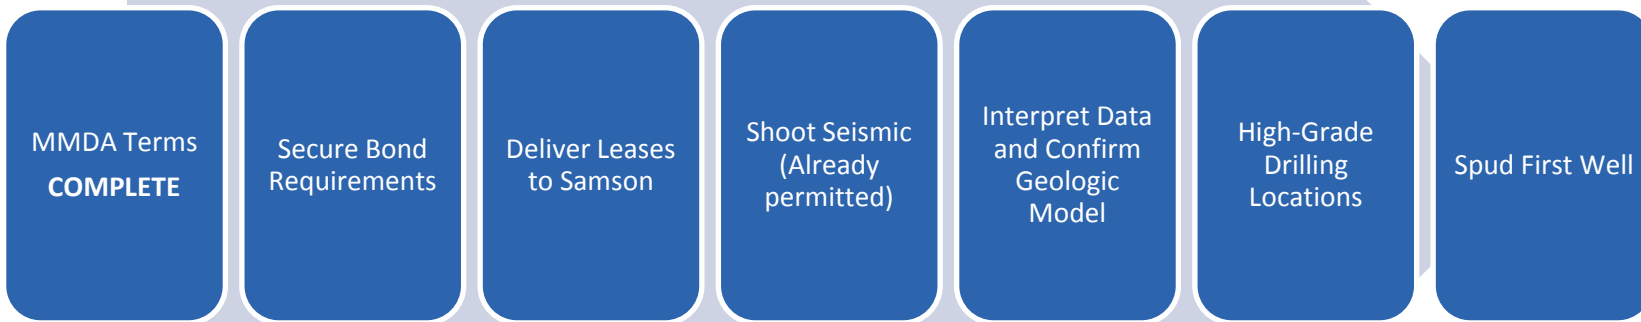 MMDA Terms
COMPLETE
Secure Bond
Requirements
Deliver Leases
to Samson
Shoot Seismic
(Already
permitted)
Interpret Data
and Confirm
Geologic
Model
High-Grade
Drilling
Locations
Spud First Well